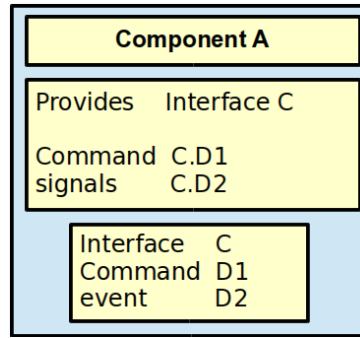 Component A
Provides Interface C
Command C.D1
signals C.D2
Interface C
Command D1
event D2